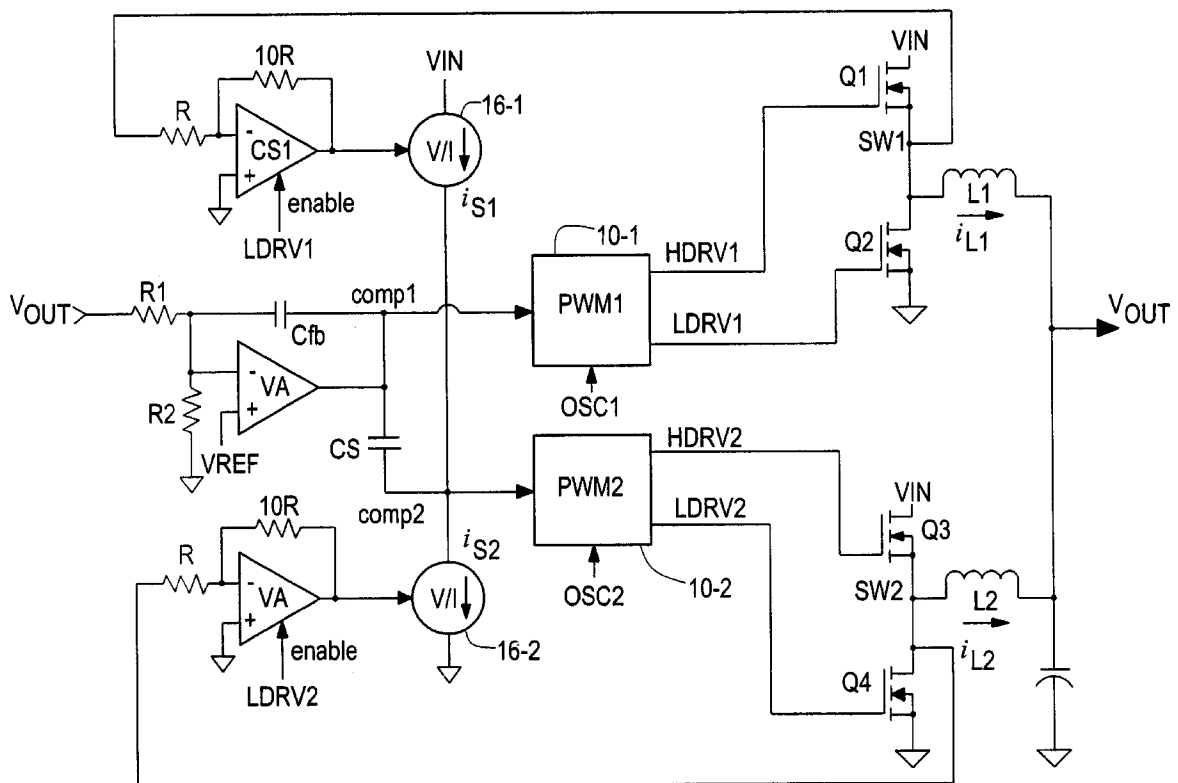 VIN
10R
VIN
Q1
16-1
R
-
CS1
V/I
SW1
+
enable
iS1
L1
LDRV1
10-1
HDRV1
Q2
iL1
R1
comp1
VOUT
PWM1
VOUT
Cfb
LDRV1
-
VA
R2
+
OSC1
HDRV2
CS
VREF
VIN
PWM2
10R
comp2
LDRV2
Q3
iS2
R
-
10-2
SW2
VA
V/I
OSC2
L2
+
enable
16-2
iL2
Q4
LDRV2